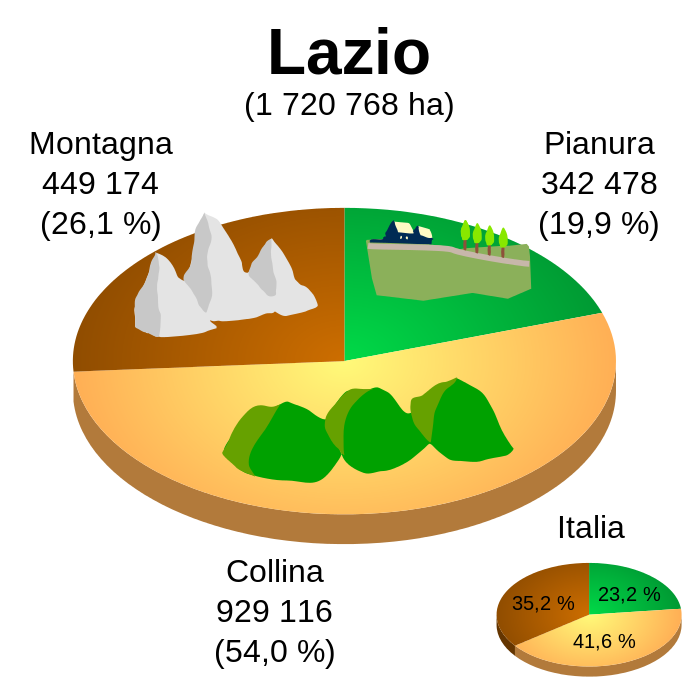 Lazio
(1 720 768 ha)
Montagna
449 174
(26,1 %)
Pianura
342 478
(19,9 %)
Collina
929 116
(54,0 %)
Italia
35,2 %
23,2 %
41,6 %